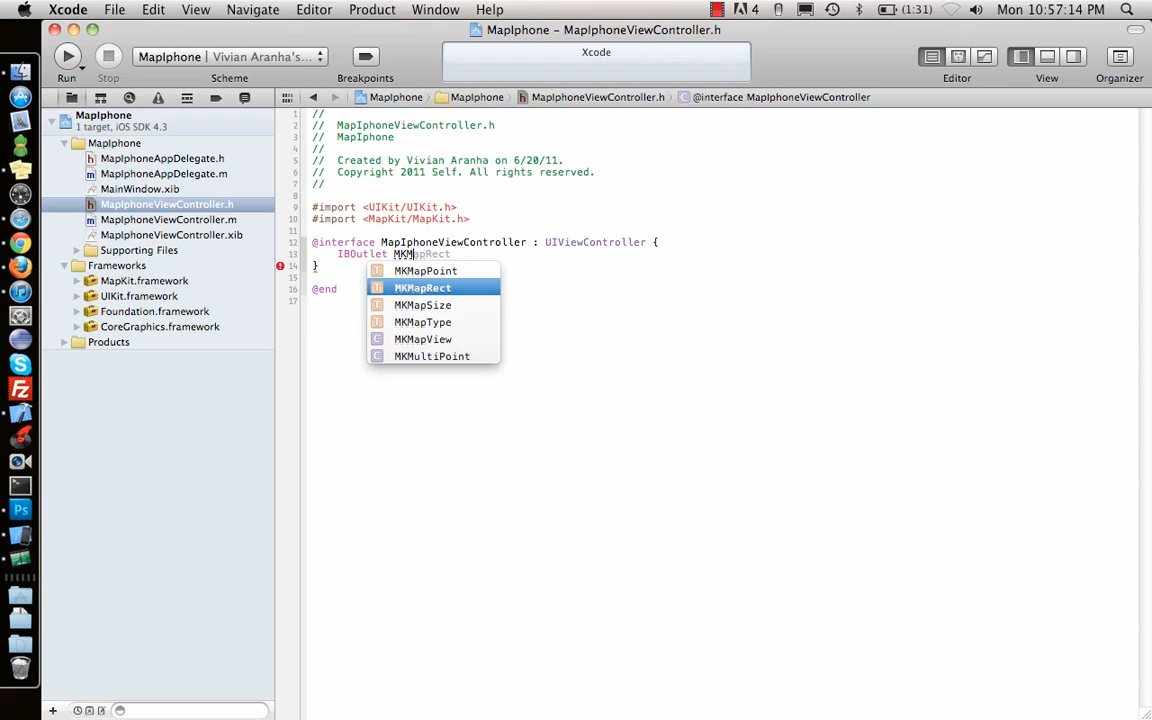 Xcode File Edit View Navigate Editor Product Window Help 4 (1:31) Mon 10:57:14 PM
MapIphone – MapIphoneViewController.h
MapIphone | Vivian Aranha's... Xcode
Run Stop Scheme Breakpoints Editor View Organizer
MapIphone MapIphone MapIphoneViewController.h @interface MapIphoneViewController
MapIphone
1 target, iOS SDK 4.3
MapIphone
MapIphoneAppDelegate.h
MapIphoneAppDelegate.m
MainWindow.xib
MapIphoneViewController.h
MapIphoneViewController.m
MapIphoneViewController.xib
Supporting Files
Frameworks
MapKit.framework
UIKit.framework
Foundation.framework
CoreGraphics.framework
Products
1 //
2 // MapIphoneViewController.h
3 // MapIphone
4 //
5 // Created by Vivian Aranha on 6/20/11.
6 // Copyright 2011 Self. All rights reserved.
7 //
8
9 #import <UIKit/UIKit.h>
10 #import <MapKit/MapKit.h>
11
12 @interface MapIphoneViewController : UIViewController {
13 IBOutlet MKMapRect
14 }
15
16 @end
17
T MKMapPoint
T MKMapRect
T MKMapSize
T MKMapType
C MKMapView
C MKMultiPoint